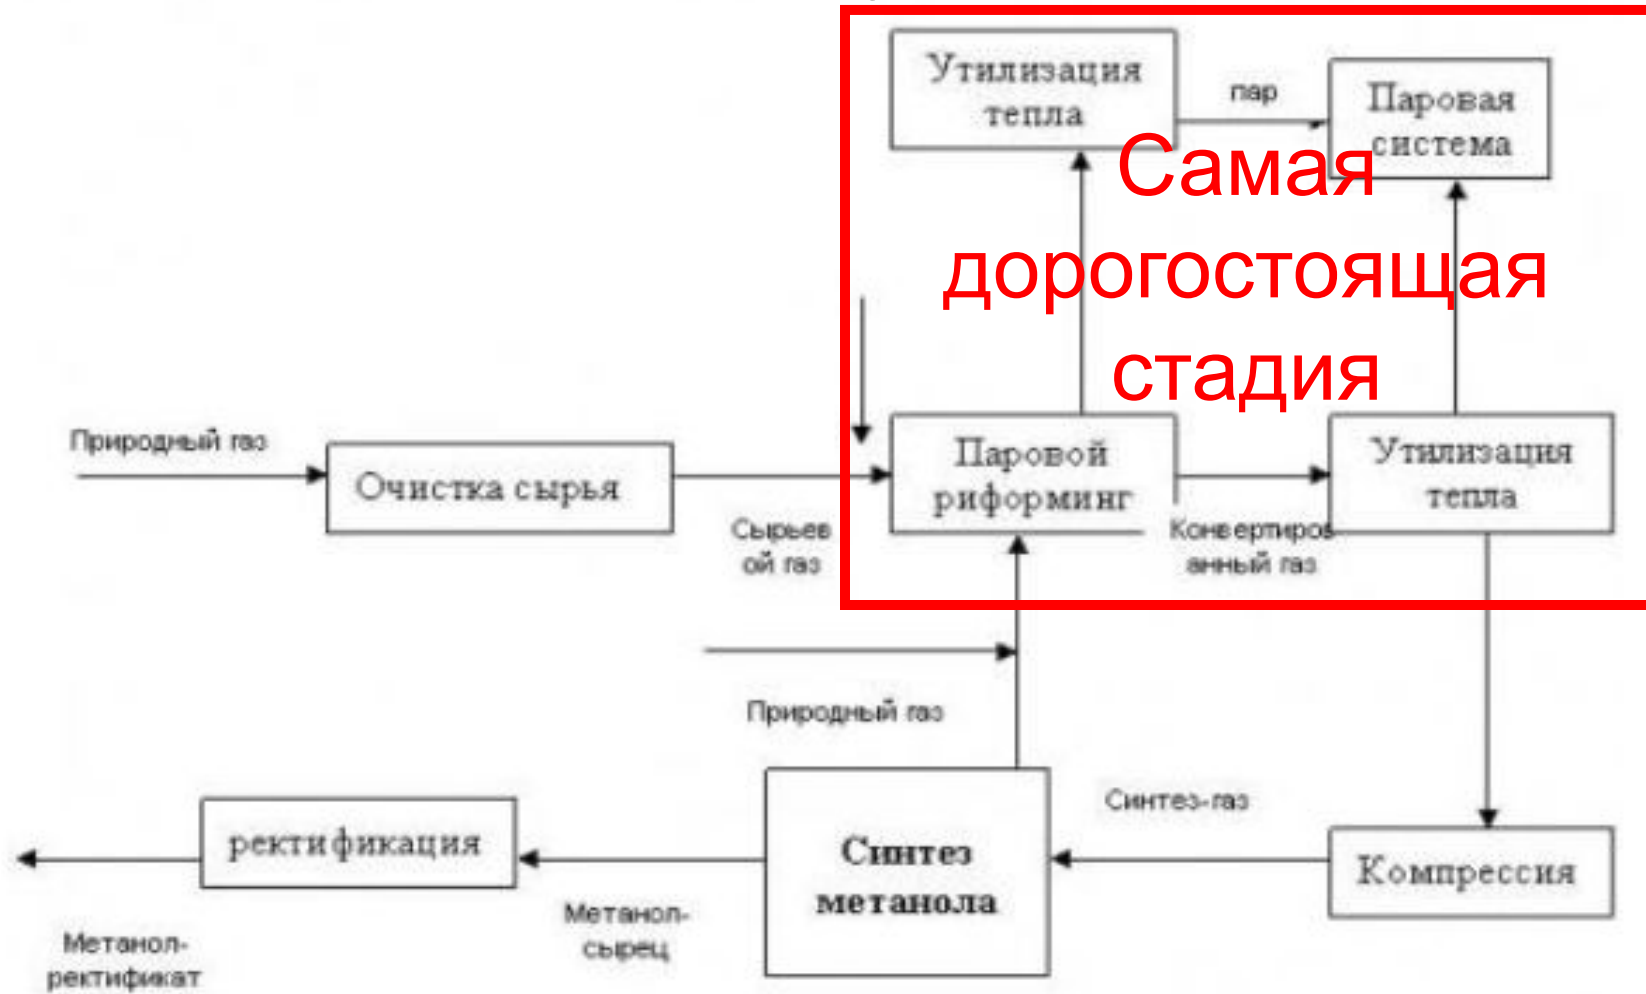 Утилизация
тепла
пар
Паровая
система
Самая
дорогостоящая
стадия
Природный газ
Очистка сырья
Сырьев
ой газ
Паровой
риформинг
Конвертиров
анный газ
Утилизация
тепла
Природный газ
Синтез-газ
Компрессия
Синтез
метанола
Метанол-
сырец
ректификация
Метанол-
ректификат